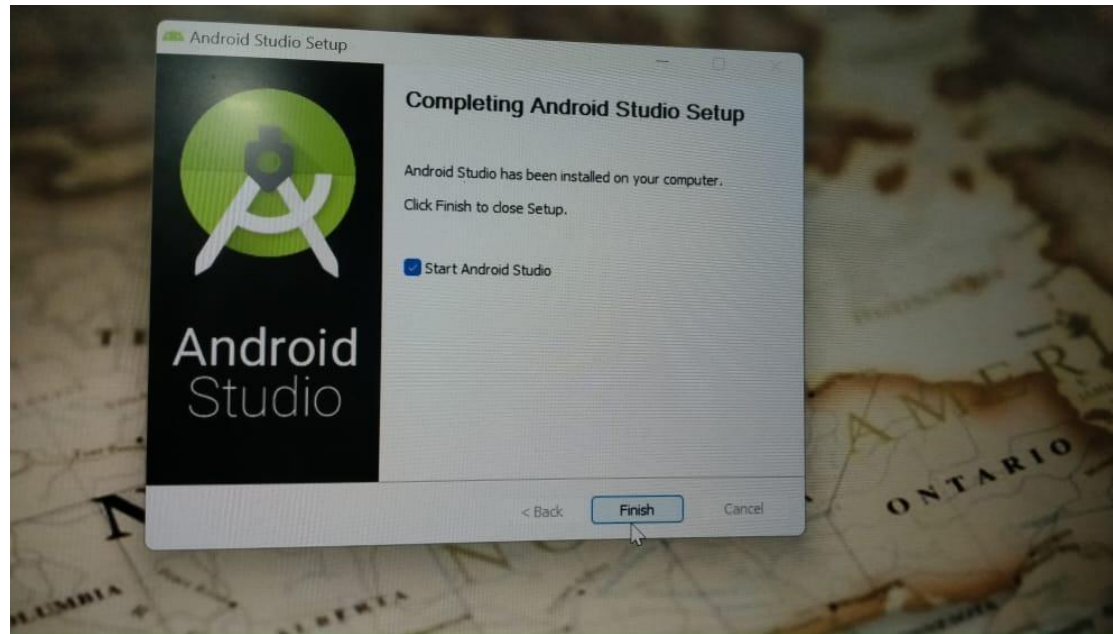 Android Studio Setup
Completing Android Studio Setup
Android Studio has been installed on your computer.
Click Finish to close Setup.
Start Android Studio
Android
Studio
< Back
Finish
Cancel
AMER
ONTARIO
N